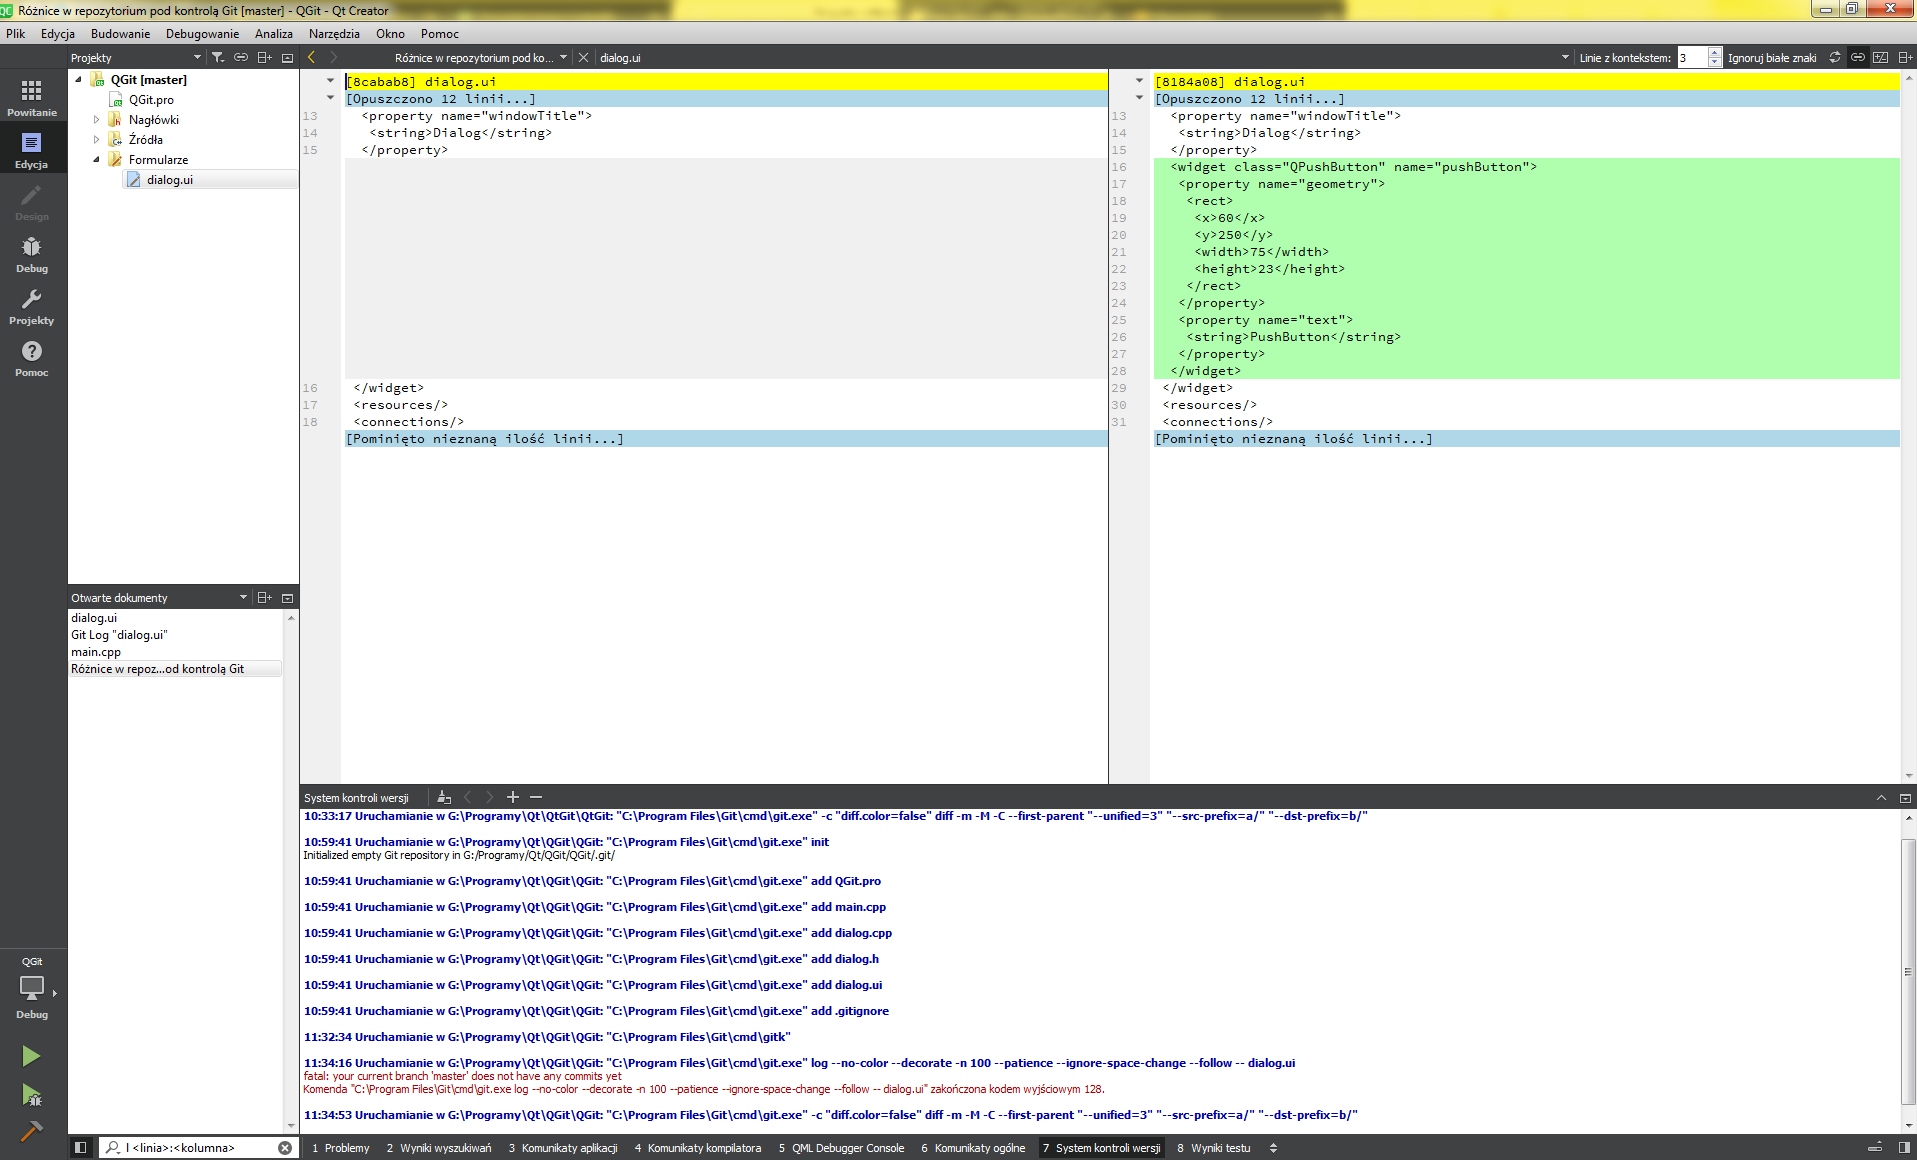 Różnice w repozytorium pod kontrolą Git [master] - QGit - Qt Creator
Plik Edycja Budowanie Debugowanie Analiza Narzędzia Okno Pomoc
Projekty
Różnice w repozytorium pod ko...
dialog.ui
Linie z kontekstem: 3
Ignoruj białe znaki
Powitanie
Edycja
Design
Debug
Projekty
Pomoc
QGit [master]
QGit.pro
Nagłówki
Źródła
Formularze
dialog.ui
Otwarte dokumenty
dialog.ui
Git Log "dialog.ui"
main.cpp
Różnice w repoz...od kontrolą Git
[8cabab8] dialog.ui
[Opuszczono 12 linii...]
13 <property name="windowTitle">
14 <string>Dialog</string>
15 </property>
16 </widget>
17 <resources/>
18 <connections/>
[Pominięto nieznaną ilość linii...]
[8184a08] dialog.ui
[Opuszczono 12 linii...]
13 <property name="windowTitle">
14 <string>Dialog</string>
15 </property>
16 <widget class="QPushButton" name="pushButton">
17 <property name="geometry">
18 <rect>
19 <x>60</x>
20 <y>250</y>
21 <width>75</width>
22 <height>23</height>
23 </rect>
24 </property>
25 <property name="text">
26 <string>PushButton</string>
27 </property>
28 </widget>
29 </widget>
30 <resources/>
31 <connections/>
[Pominięto nieznaną ilość linii...]
System kontroli wersji
10:33:17 Uruchamianie w G:\Programy\Qt\QtGit\QtGit: "C:\Program Files\Git\cmd\git.exe" -c "diff.color=false" diff -m -M -C --first-parent "--unified=3" "--src-prefix=a/" "--dst-prefix=b/"
10:59:41 Uruchamianie w G:\Programy\Qt\QGit\QGit: "C:\Program Files\Git\cmd\git.exe" init
Initialized empty Git repository in G:/Programy/Qt/QGit/QGit/.git/
10:59:41 Uruchamianie w G:\Programy\Qt\QGit\QGit: "C:\Program Files\Git\cmd\git.exe" add QGit.pro
10:59:41 Uruchamianie w G:\Programy\Qt\QGit\QGit: "C:\Program Files\Git\cmd\git.exe" add main.cpp
10:59:41 Uruchamianie w G:\Programy\Qt\QGit\QGit: "C:\Program Files\Git\cmd\git.exe" add dialog.cpp
10:59:41 Uruchamianie w G:\Programy\Qt\QGit\QGit: "C:\Program Files\Git\cmd\git.exe" add dialog.h
10:59:41 Uruchamianie w G:\Programy\Qt\QGit\QGit: "C:\Program Files\Git\cmd\git.exe" add dialog.ui
10:59:41 Uruchamianie w G:\Programy\Qt\QGit\QGit: "C:\Program Files\Git\cmd\git.exe" add .gitignore
11:32:34 Uruchamianie w G:\Programy\Qt\QGit\QGit: "C:\Program Files\Git\cmd\gitk"
11:34:16 Uruchamianie w G:\Programy\Qt\QGit\QGit: "C:\Program Files\Git\cmd\git.exe" log --no-color --decorate -n 100 --patience --ignore-space-change --follow -- dialog.ui
fatal: your current branch 'master' does not have any commits yet
Komenda "C:\Program Files\Git\cmd\git.exe log --no-color --decorate -n 100 --patience --ignore-space-change --follow -- dialog.ui" zakończona kodem wyjściowym 128.
11:34:53 Uruchamianie w G:\Programy\Qt\QGit\QGit: "C:\Program Files\Git\cmd\git.exe" -c "diff.color=false" diff -m -M -C --first-parent "--unified=3" "--src-prefix=a/" "--dst-prefix=b/"
QGit
Debug
l <linia>:<kolumna>
1 Problemy 2 Wyniki wyszukiwań 3 Komunikaty aplikacji 4 Komunikaty kompilatora 5 QML Debugger Console 6 Komunikaty ogólne 7 System kontroli wersji 8 Wyniki testu